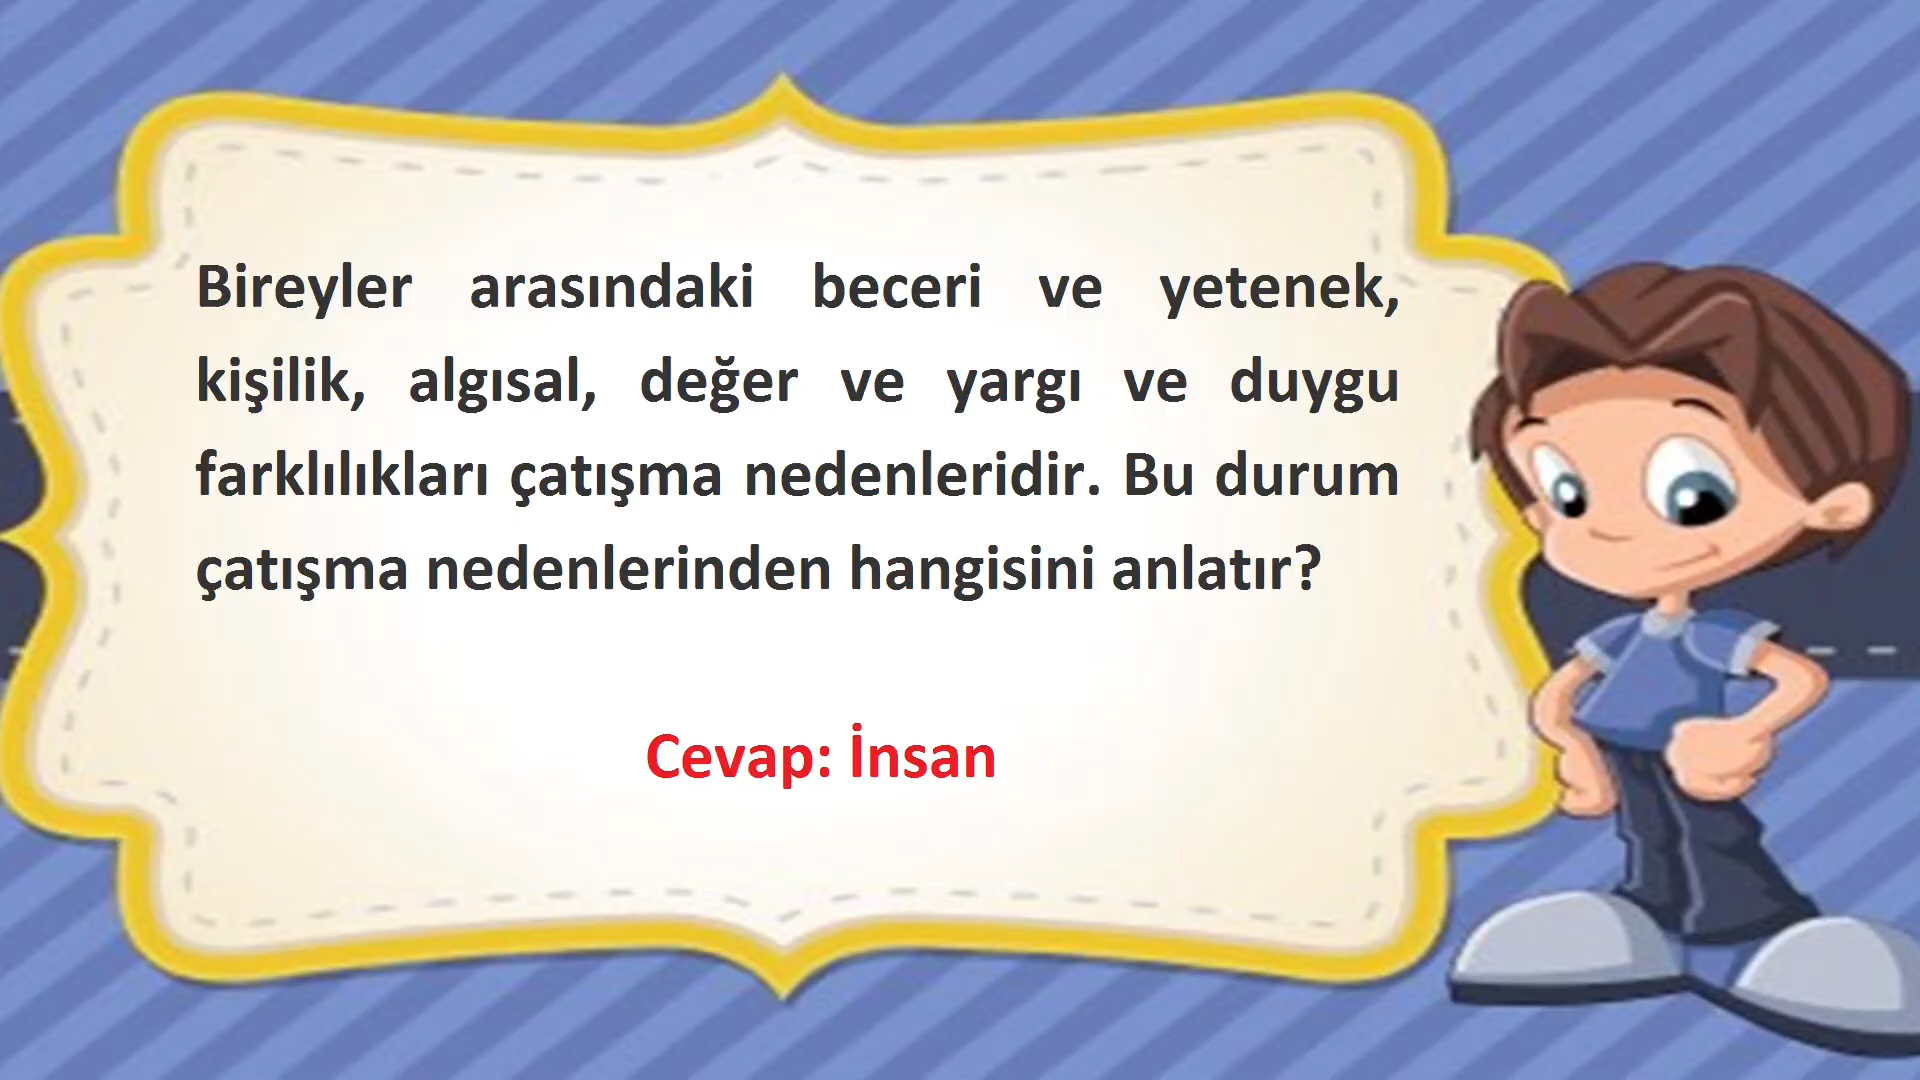 Bireyler arasındaki beceri ve yetenek,
kişilik, algısal, değer ve yargı ve duygu
farklılıkları çatışma nedenleridir. Bu durum
çatışma nedenlerinden hangisini anlatır?
Cevap: İnsan